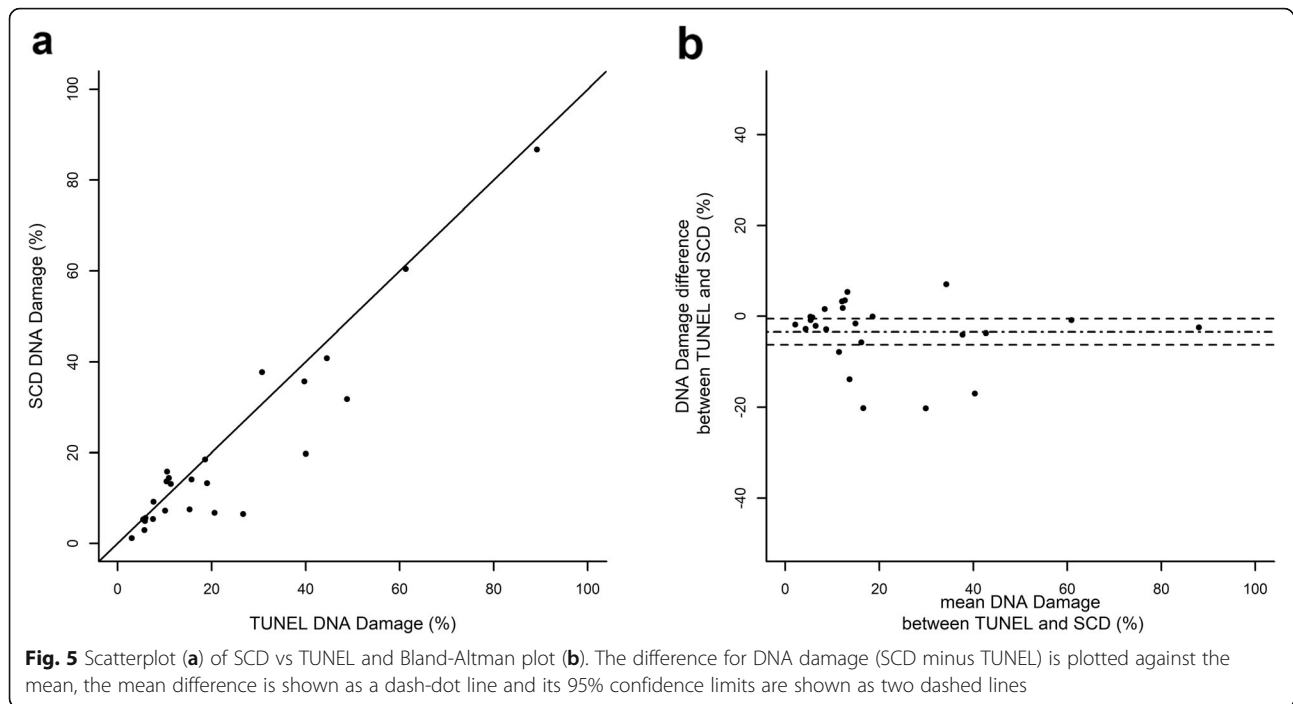 a
100
80
60
40
20
0
SCD DNA Damage (%)
0 20 40 60 80 100
TUNEL DNA Damage (%)
b
40
20
0
-20
-40
DNA Damage difference
between TUNEL and SCD (%)
0 20 40 60 80 100
mean DNA Damage
between TUNEL and SCD (%)
Fig. 5 Scatterplot (a) of SCD vs TUNEL and Bland-Altman plot (b). The difference for DNA damage (SCD minus TUNEL) is plotted against the
mean, the mean difference is shown as a dash-dot line and its 95% confidence limits are shown as two dashed lines